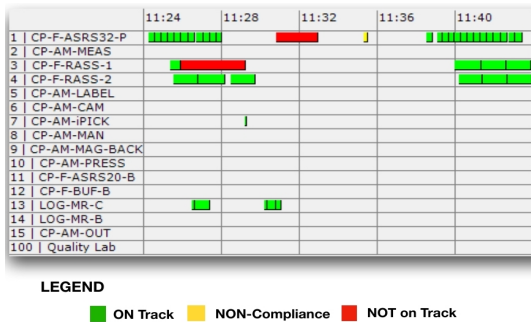 11:24 11:28 11:32 11:36 11:40
1 | CP-F-ASRS32-P
2 | CP-AM-MEAS
3 | CP-F-RASS-1
4 | CP-F-RASS-2
5 | CP-AM-LABEL
6 | CP-AM-CAM
7 | CP-AM-iPICK
8 | CP-AM-MAN
9 | CP-AM-MAG-BACK
10 | CP-AM-PRESS
11 | CP-F-ASRS20-B
12 | CP-F-BUF-B
13 | LOG-MR-C
14 | LOG-MR-B
15 | CP-AM-OUT
100 | Quality Lab
LEGEND
ON Track NON-Compliance NOT on Track